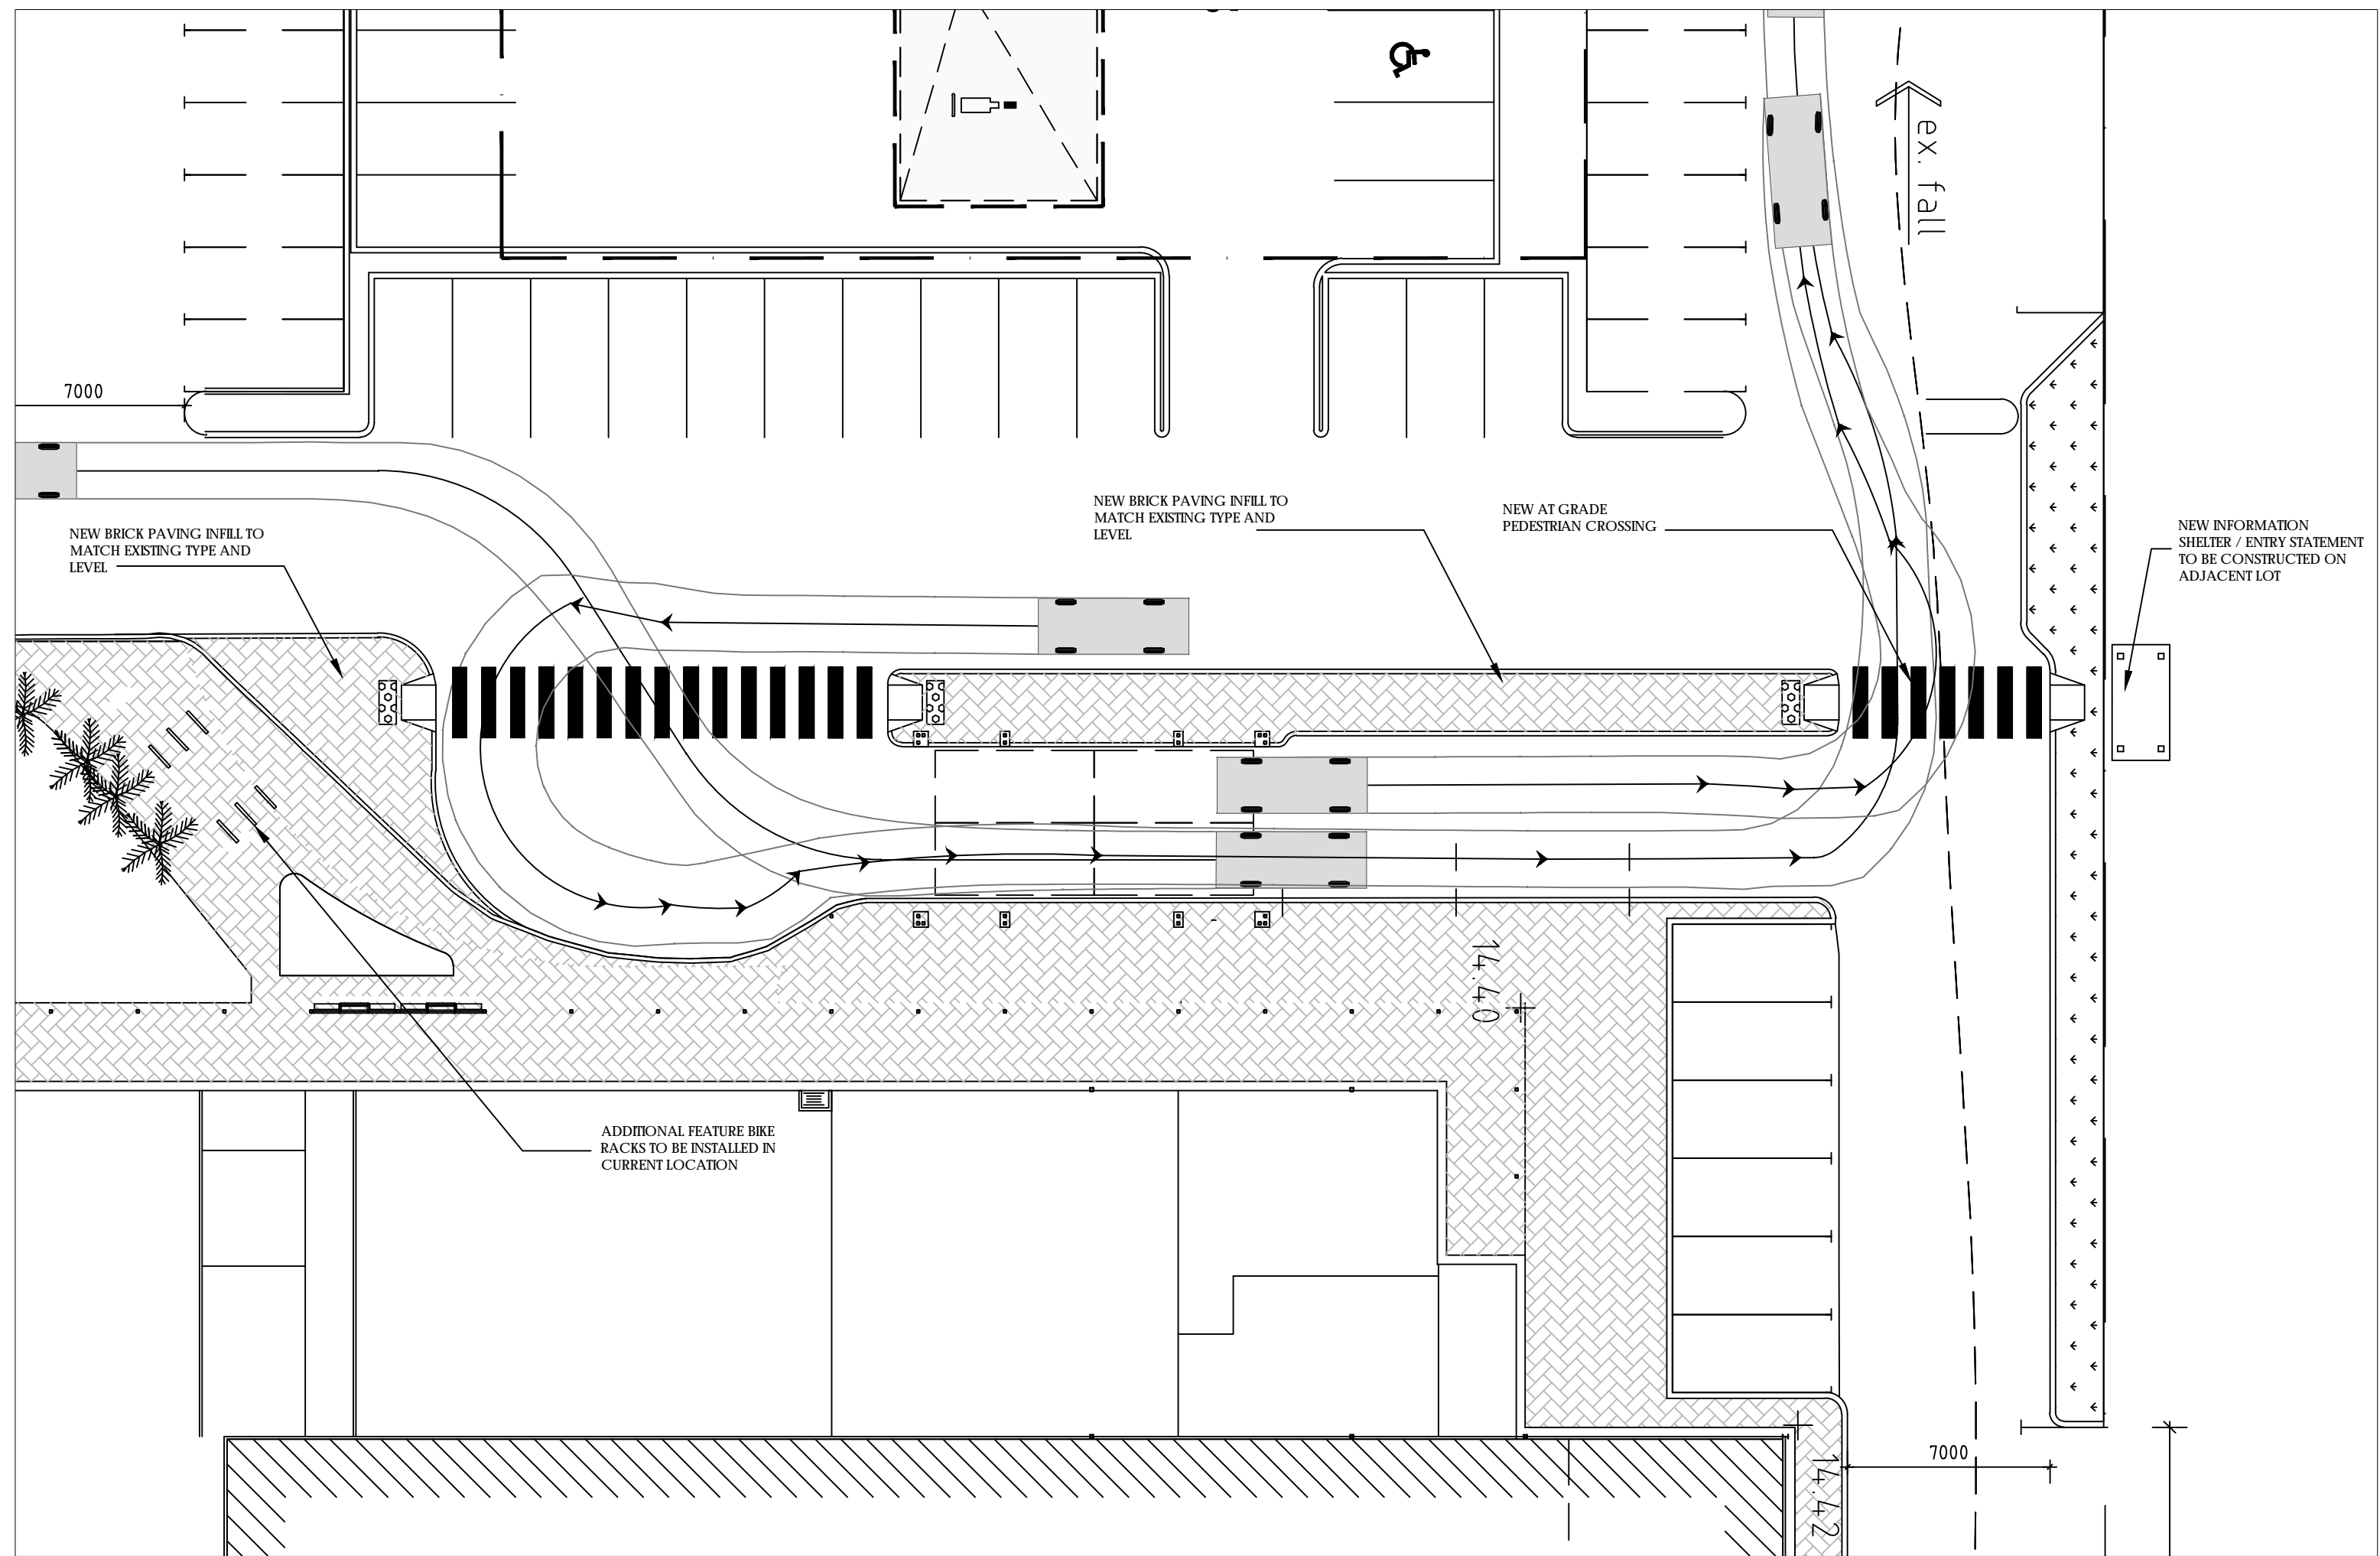 ex. fall
7000
NEW BRICK PAVING INFILL TO
MATCH EXISTING TYPE AND
LEVEL
NEW BRICK PAVING INFILL TO
MATCH EXISTING TYPE AND
LEVEL
NEW AT GRADE
PEDESTRIAN CROSSING
NEW INFORMATION
SHELTER / ENTRY STATEMENT
TO BE CONSTRUCTED ON
ADJACENT LOT
14.40
ADDITIONAL FEATURE BIKE
RACKS TO BE INSTALLED IN
CURRENT LOCATION
7000
14.42